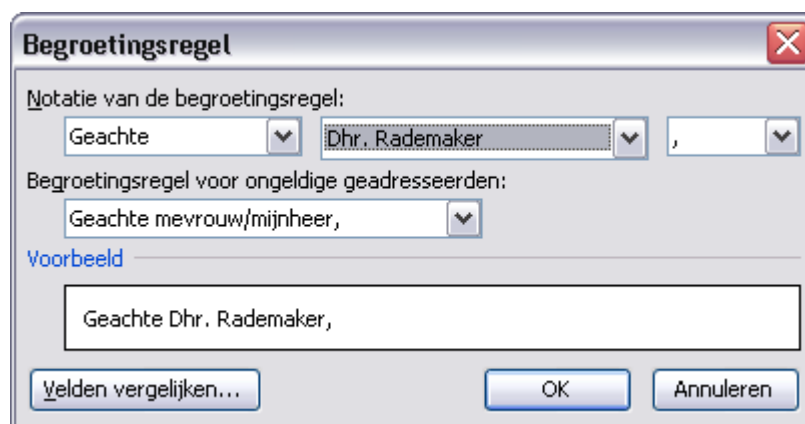 Begroetingsregel
Notatie van de begroetingsregel:
Geachte Dhr. Rademaker ,
Begroetingsregel voor ongeldige geadresseerden:
Geachte mevrouw/mijnheer,
Voorbeeld
Geachte Dhr. Rademaker,
Velden vergelijken... OK Annuleren